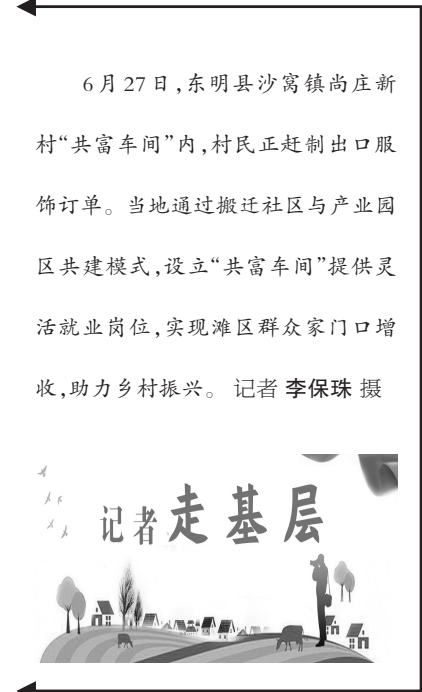 6月27日,东明县沙窝镇尚庄新
村“共富车间”内,村民正赶制出口服
饰订单。当地通过搬迁社区与产业园
区共建模式,设立“共富车间”提供灵
活就业岗位,实现滩区群众家门口增
收,助力乡村振兴。 记者 李保珠 摄
记者走基层